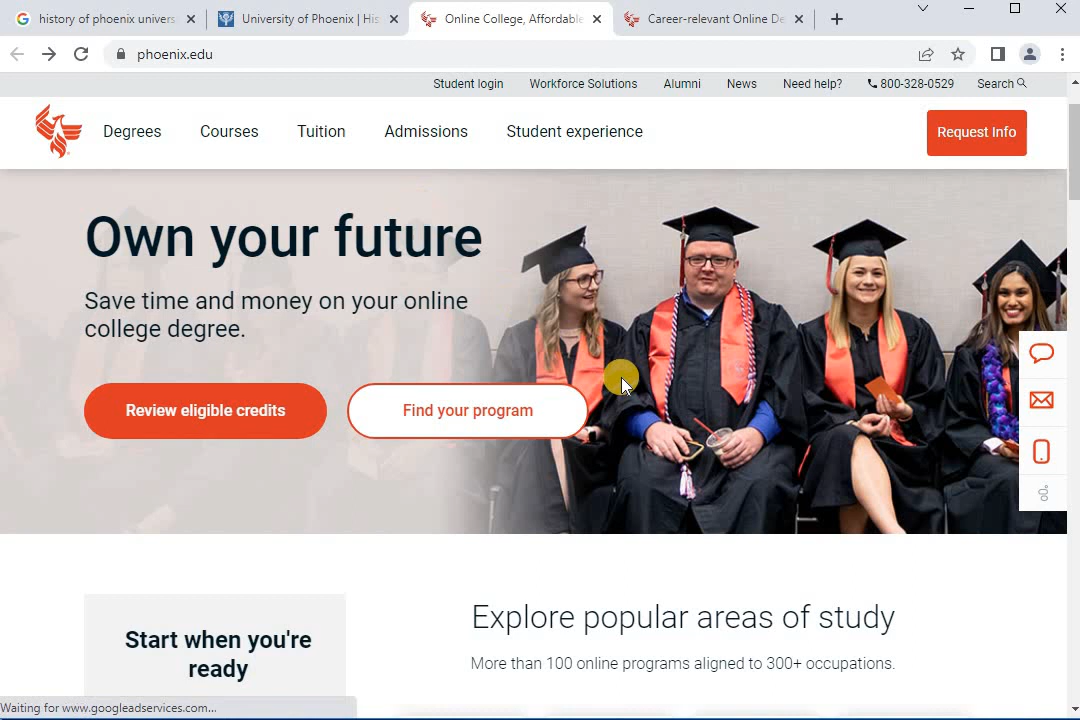 history of phoenix univers
University of Phoenix | His
Online College, Affordable
Career-relevant Online De
phoenix.edu
Student login
Workforce Solutions
Alumni
News
Need help?
800-328-0529
Search
Degrees
Courses
Tuition
Admissions
Student experience
Request Info
Own your future
Save time and money on your online
college degree.
Review eligible credits
Find your program
Start when you're
ready
Explore popular areas of study
More than 100 online programs aligned to 300+ occupations.
Waiting for www.googleadservices.com...